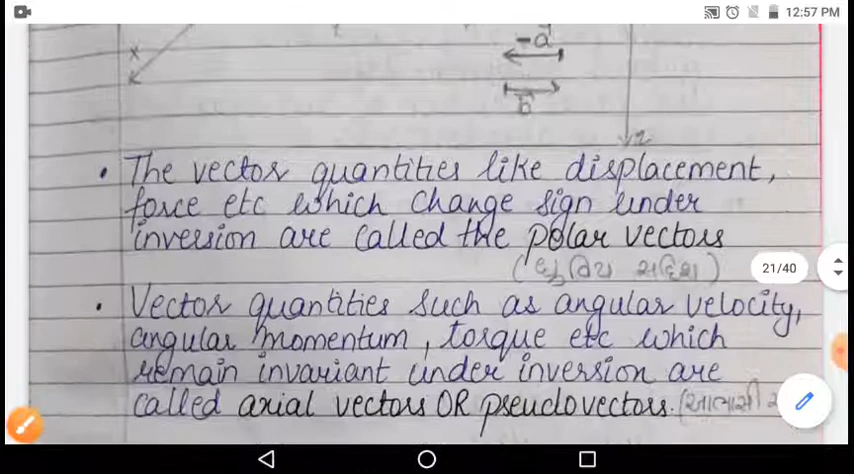 12:57 PM
x
-a⃗
b⃗
z
• The vector quantities like displacement,
force etc which change sign under
inversion are called the polar vectors
(ધ્રુવિય સદિશ)
21/40
• Vector quantities such as angular velocity,
angular momentum, torque etc which
remain invariant under inversion are
called axial vectors OR pseudovectors. (આભાસી